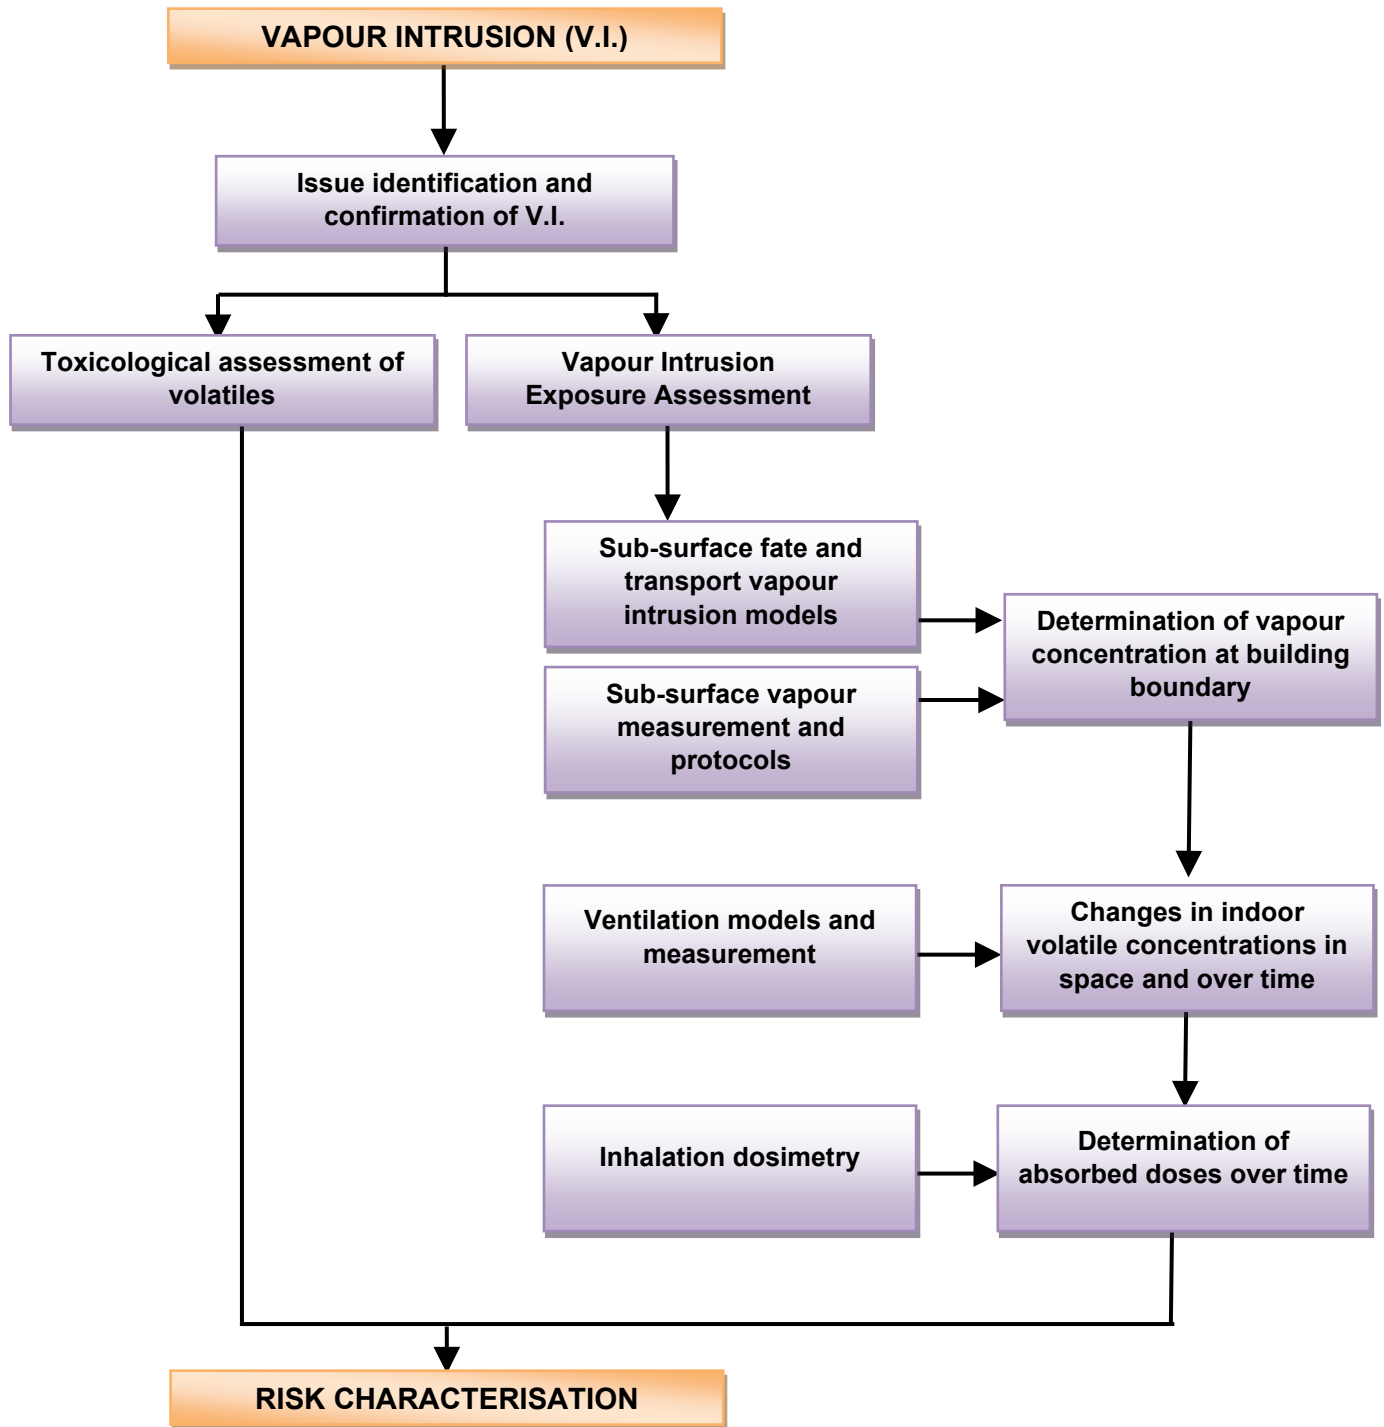 VAPOUR INTRUSION (V.I.)
Issue identification and
confirmation of V.I.
Toxicological assessment of
volatiles
Vapour Intrusion
Exposure Assessment
Sub-surface fate and
transport vapour
intrusion models
Determination of vapour
concentration at building
boundary
Sub-surface vapour
measurement and
protocols
Ventilation models and
measurement
Changes in indoor
volatile concentrations in
space and over time
Inhalation dosimetry
Determination of
absorbed doses over time
RISK CHARACTERISATION